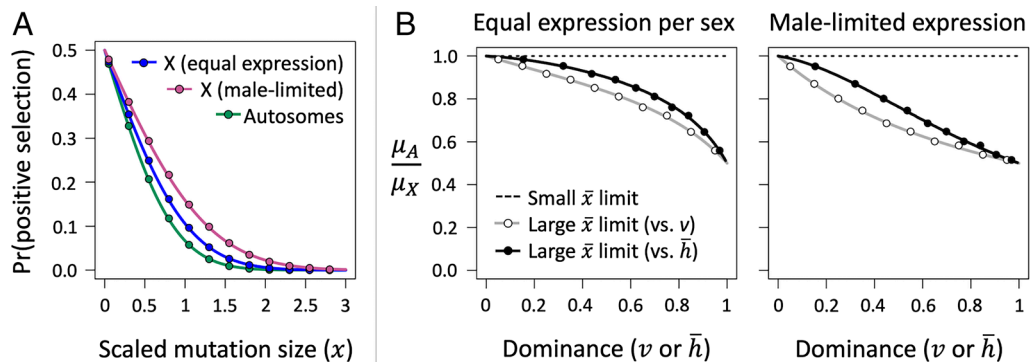 A
Pr(positive selection)
0.5
0.4
0.3
0.2
0.1
0.0
X (equal expression)
X (male-limited)
Autosomes
0 0.5 1 1.5 2 2.5 3
Scaled mutation size (x)
B
Equal expression per sex
μ_A / μ_X
1.0
0.8
0.6
0.4
0.2
0.0
Small x̄ limit
Large x̄ limit (vs. v)
Large x̄ limit (vs. h̄)
0 0.2 0.4 0.6 0.8 1
Dominance (v or h̄)
Male-limited expression
0 0.2 0.4 0.6 0.8 1
Dominance (v or h̄)